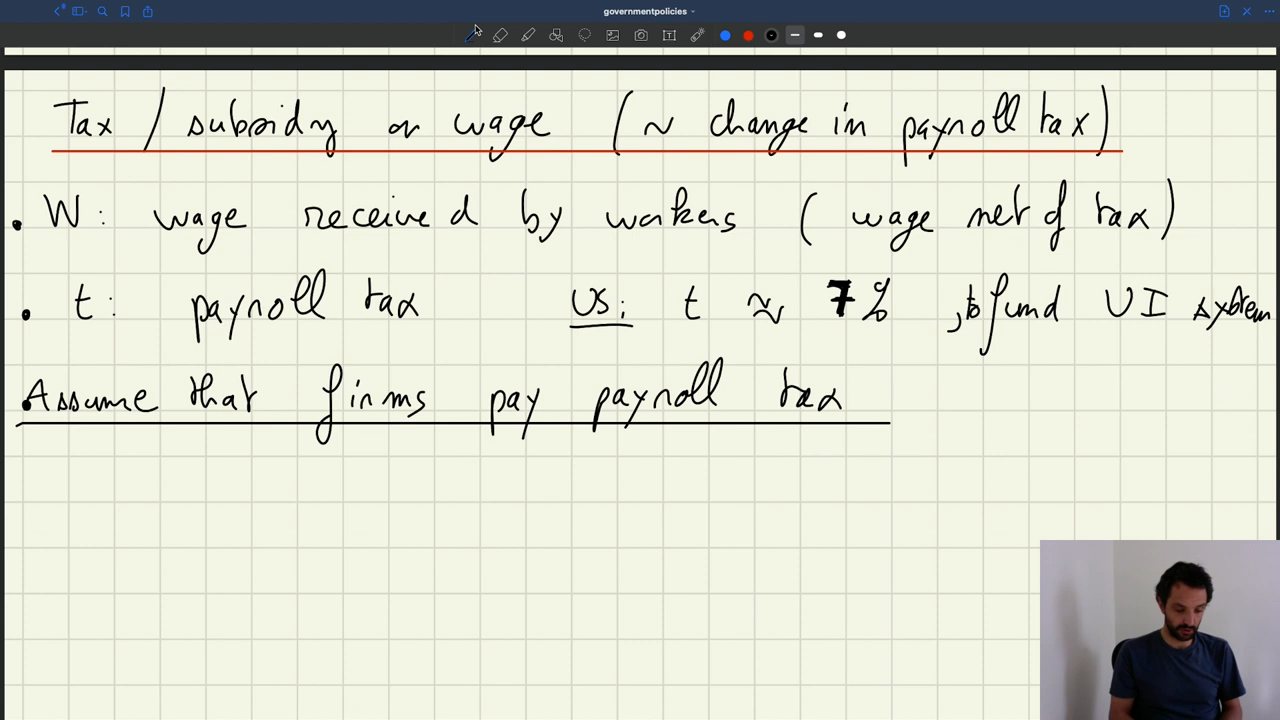 governmentpolicies
Tax / subsidy on wage (~ change in payroll tax)
• W: wage received by workers ( wage net of tax)
• t: payroll tax US: t ≈ 7% , to fund UI system
• Assume that firms pay payroll tax